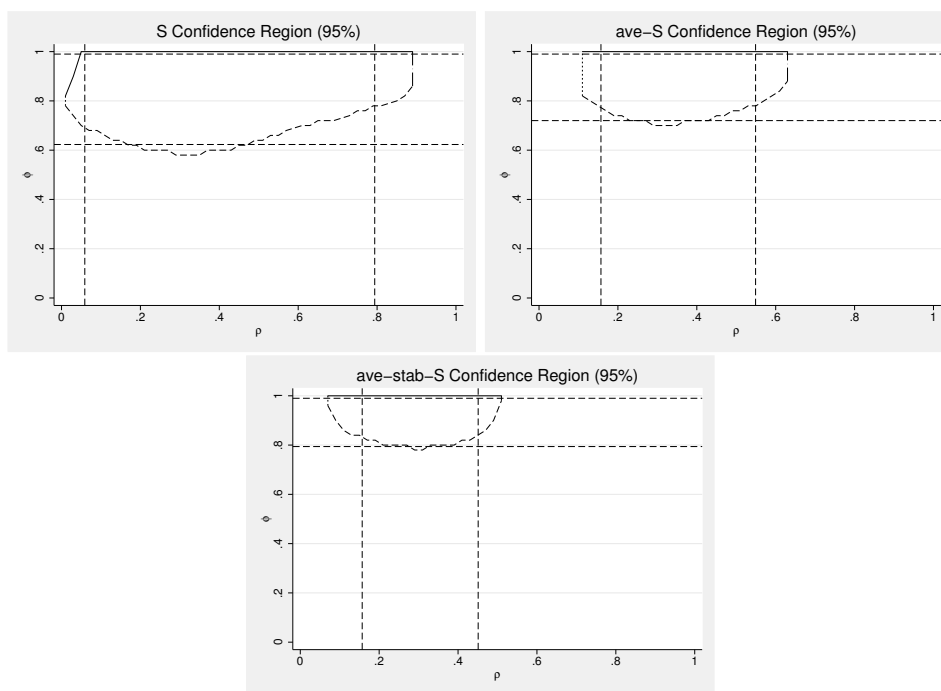 S Confidence Region (95%)
1
.8
.6
.4
.2
0
ϕ
0 .2 .4 .6 .8 1
ρ
ave−S Confidence Region (95%)
1
.8
.6
.4
.2
0
ϕ
0 .2 .4 .6 .8 1
ρ
ave−stab−S Confidence Region (95%)
1
.8
.6
.4
.2
0
ϕ
0 .2 .4 .6 .8 1
ρ